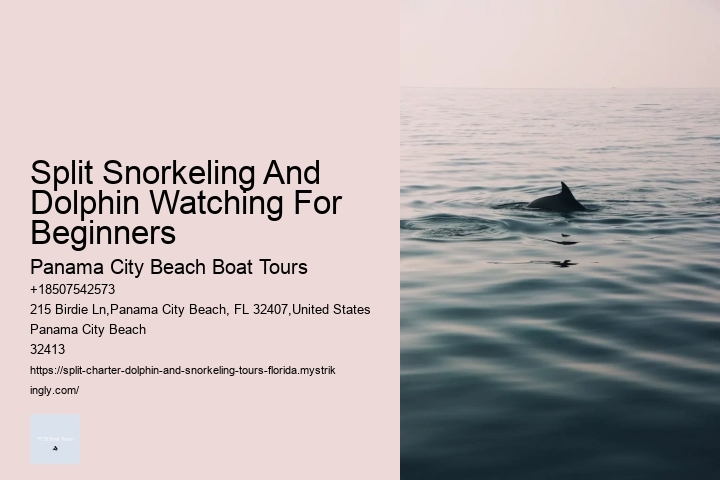 Split Snorkeling And
Dolphin Watching For
Beginners
Panama City Beach Boat Tours
+18507542573
215 Birdie Ln,Panama City Beach, FL 32407,United States
Panama City Beach
32413
https://split-charter-dolphin-and-snorkeling-tours-florida.mystrik
ingly.com/